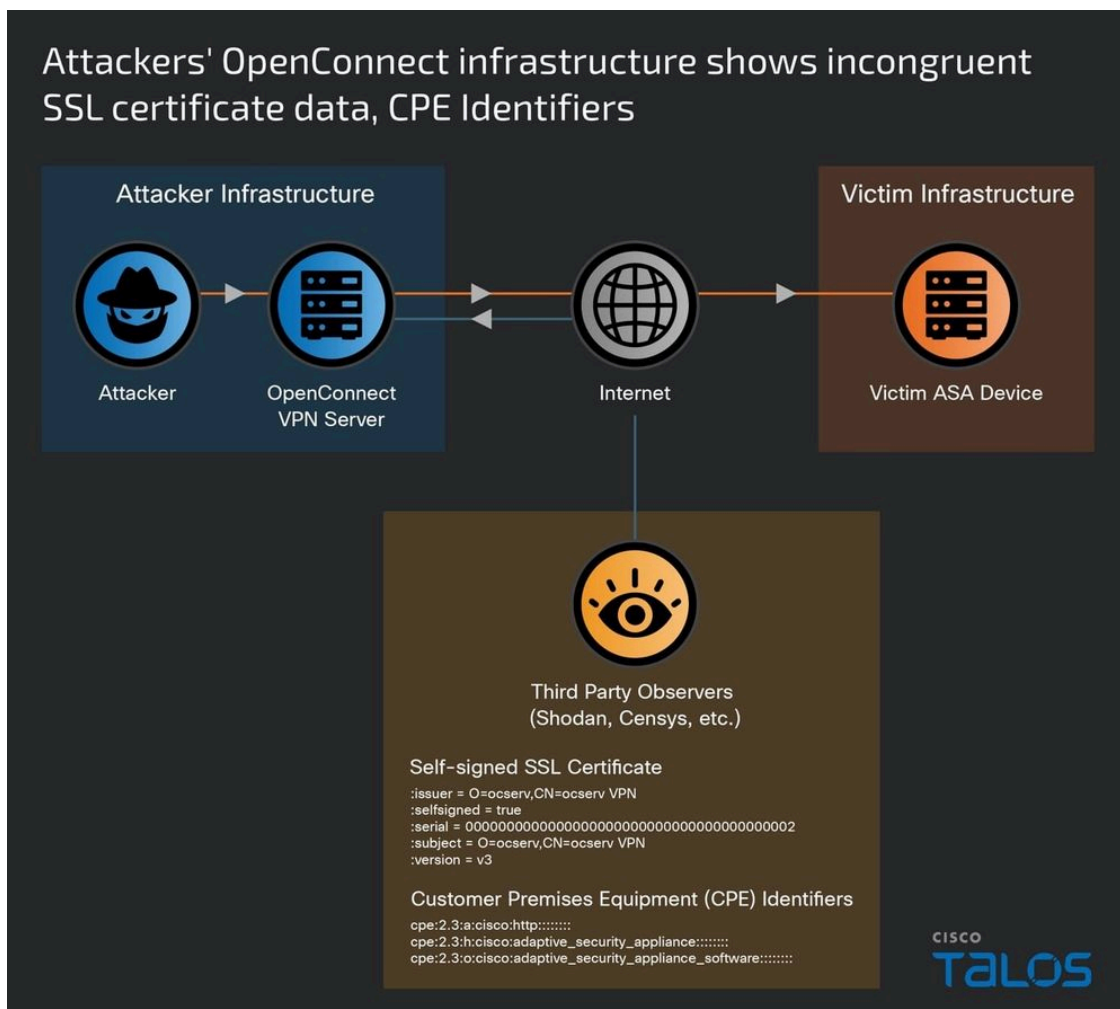 Attackers' OpenConnect infrastructure shows incongruent
SSL certificate data, CPE Identifiers
Attacker Infrastructure
Victim Infrastructure
Attacker
OpenConnect
VPN Server
Internet
Victim ASA Device
Third Party Observers
(Shodan, Censys, etc.)
Self-signed SSL Certificate
:issuer = O=ocserv,CN=ocserv VPN
:selfsigned = true
:serial = 0000000000000000000000000000000000000002
:subject = O=ocserv,CN=ocserv VPN
:version = v3
Customer Premises Equipment (CPE) Identifiers
cpe:2.3:a:cisco:http::::::::
cpe:2.3:h:cisco:adaptive_security_appliance::::::::
cpe:2.3:o:cisco:adaptive_security_appliance_software::::::::
CISCO
TALOS